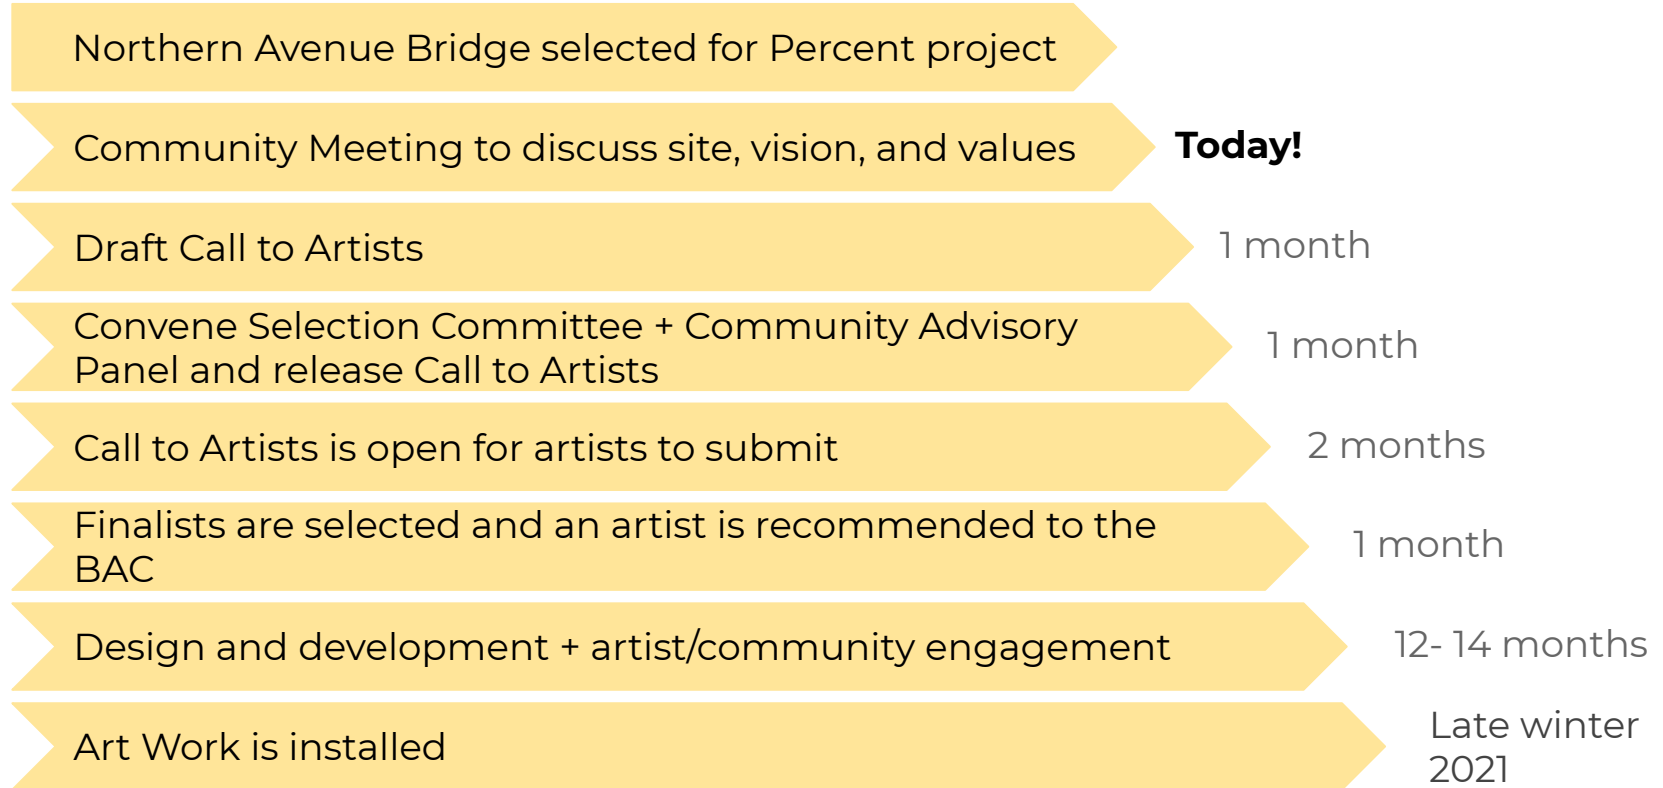 Northern Avenue Bridge selected for Percent project
Community Meeting to discuss site, vision, and values
Today!
Draft Call to Artists
1 month
Convene Selection Committee + Community Advisory
Panel and release Call to Artists
1 month
Call to Artists is open for artists to submit
2 months
Finalists are selected and an artist is recommended to the
BAC
1 month
Design and development + artist/community engagement
12- 14 months
Art Work is installed
Late winter
2021